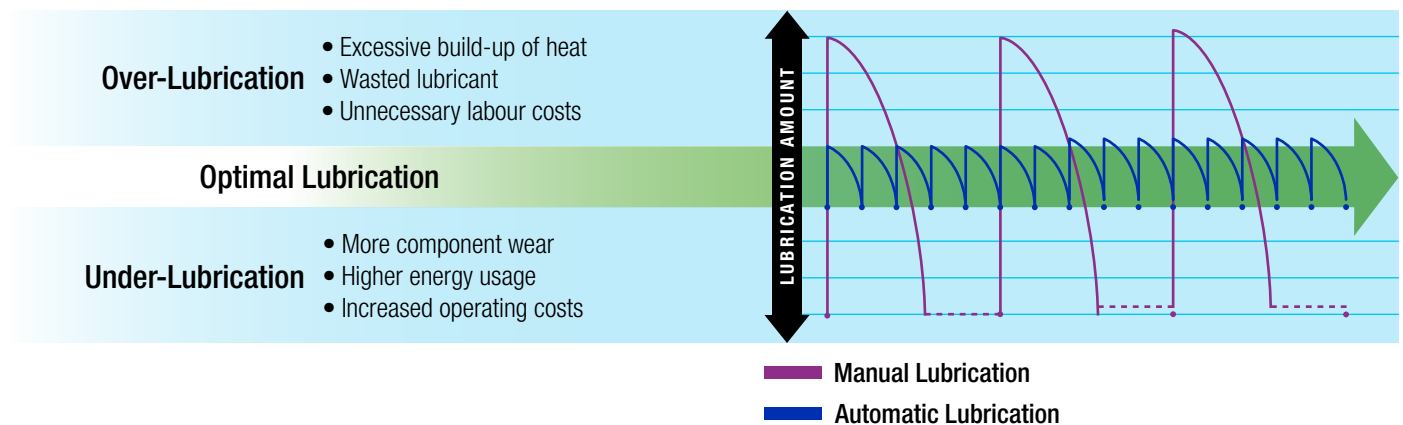 Over-Lubrication
• Excessive build-up of heat
• Wasted lubricant
• Unnecessary labour costs
Optimal Lubrication
Under-Lubrication
• More component wear
• Higher energy usage
• Increased operating costs
LUBRICATION AMOUNT
Manual Lubrication
Automatic Lubrication